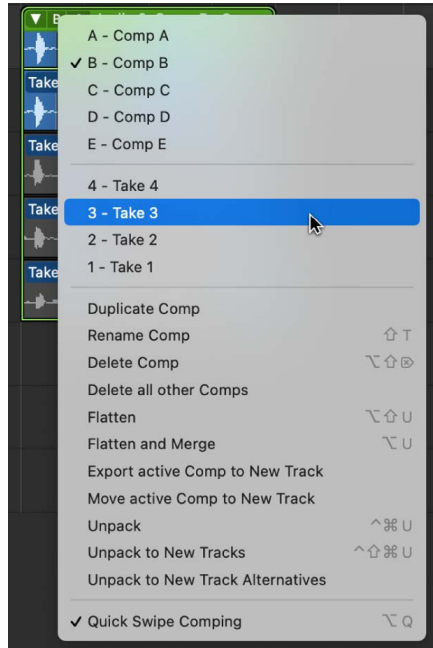 A - Comp A
✓ B - Comp B
C - Comp C
D - Comp D
E - Comp E
Take
4 - Take 4
Take
3 - Take 3
Take
2 - Take 2
Take
1 - Take 1
Duplicate Comp
Rename Comp ⇧ T
Delete Comp ⌥⇧⌦
Delete all other Comps
Flatten ⌥⇧U
Flatten and Merge ⌥U
Export active Comp to New Track
Move active Comp to New Track
Unpack ^⌘U
Unpack to New Tracks ^⇧⌘U
Unpack to New Track Alternatives
✓ Quick Swipe Comping ⌥Q